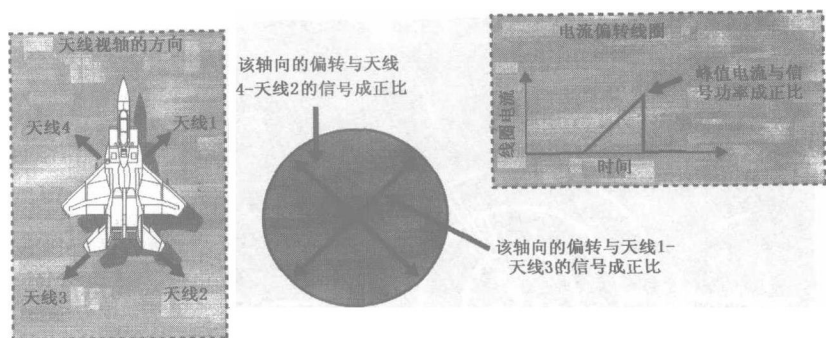 天线视轴的方向
天线4
天线1
天线3
天线2
该轴向的偏转与天线
4-天线2的信号成正比
该轴向的偏转与天线1-
天线3的信号成正比
电流偏转线圈
峰值电流与信
号功率成正比
线圈电流
时间